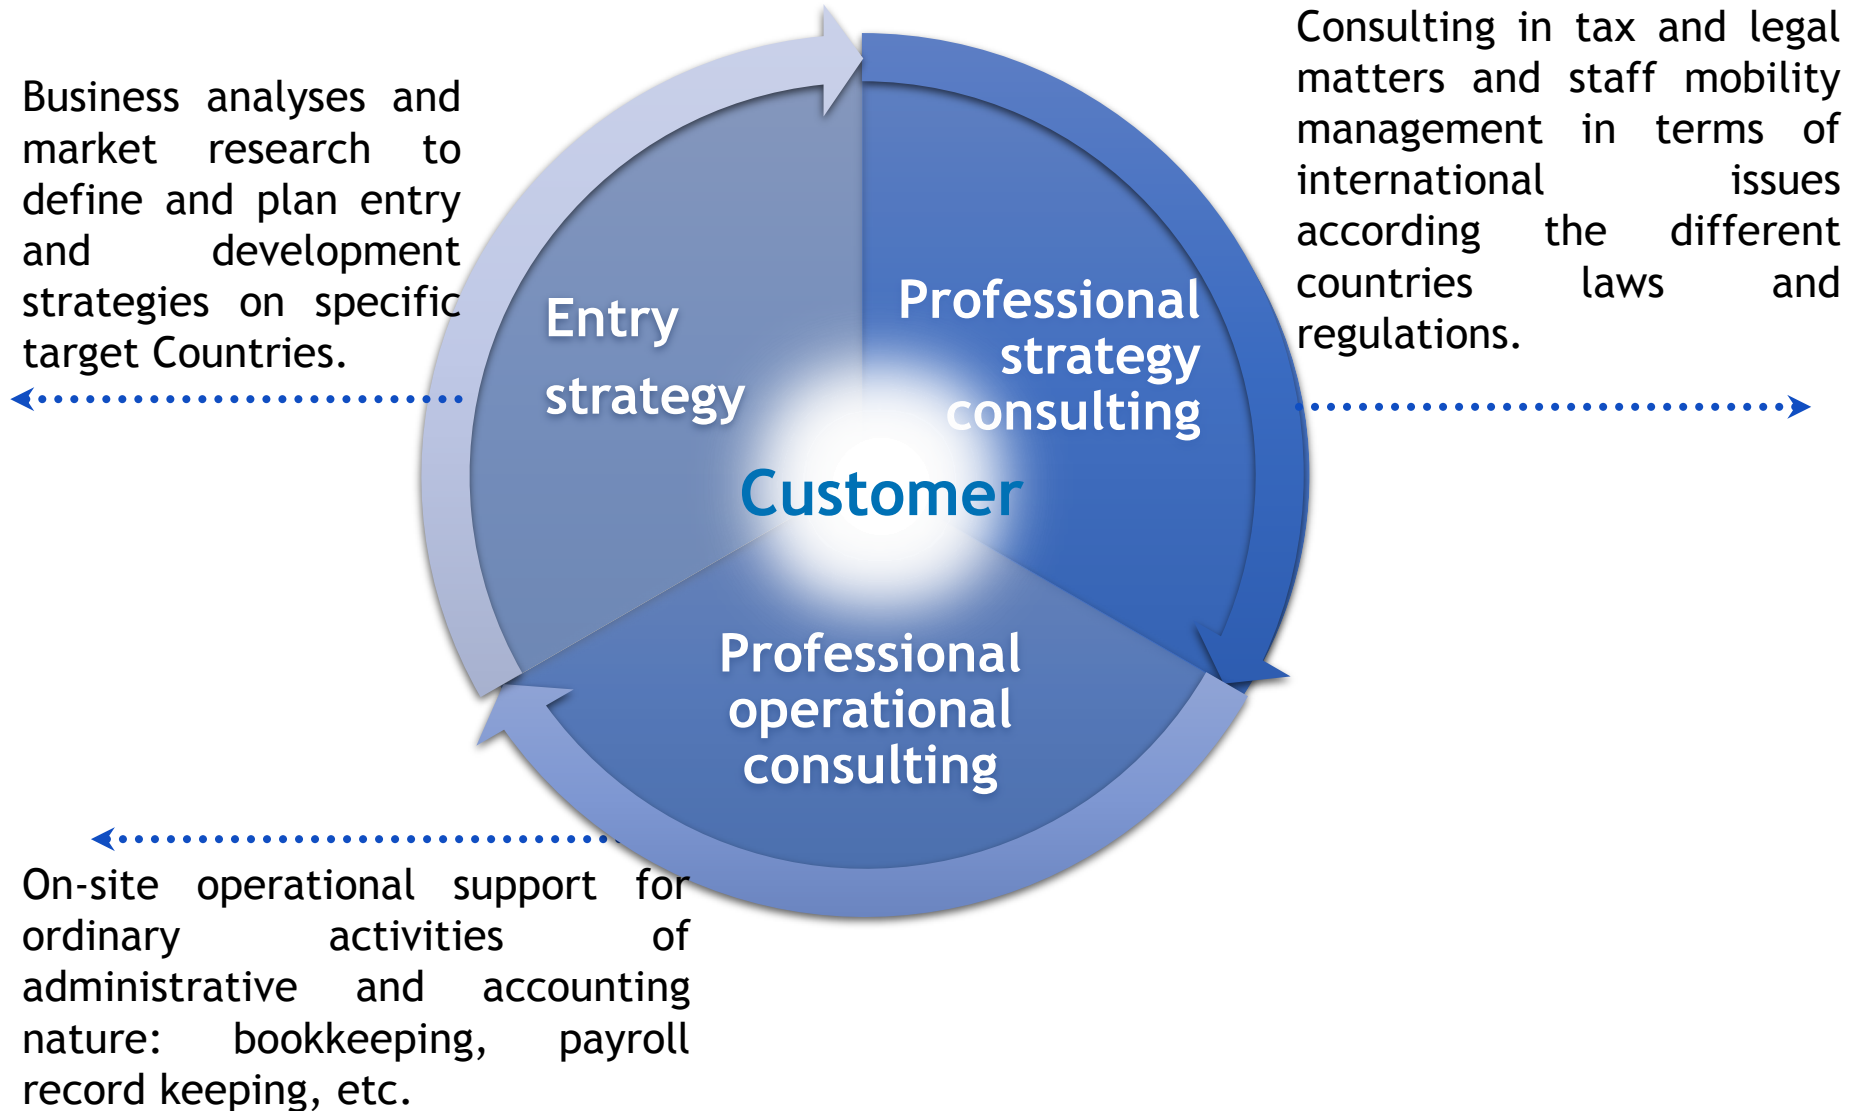 Business analyses and
market research to
define and plan entry
and development
strategies on specific
target Countries.
Consulting in tax and legal
matters and staff mobility
management in terms of
international issues
according the different
countries laws and
regulations.
Entry
strategy
Professional
strategy
consulting
Customer
Professional
operational
consulting
On-site operational support for
ordinary activities of
administrative and accounting
nature: bookkeeping, payroll
record keeping, etc.